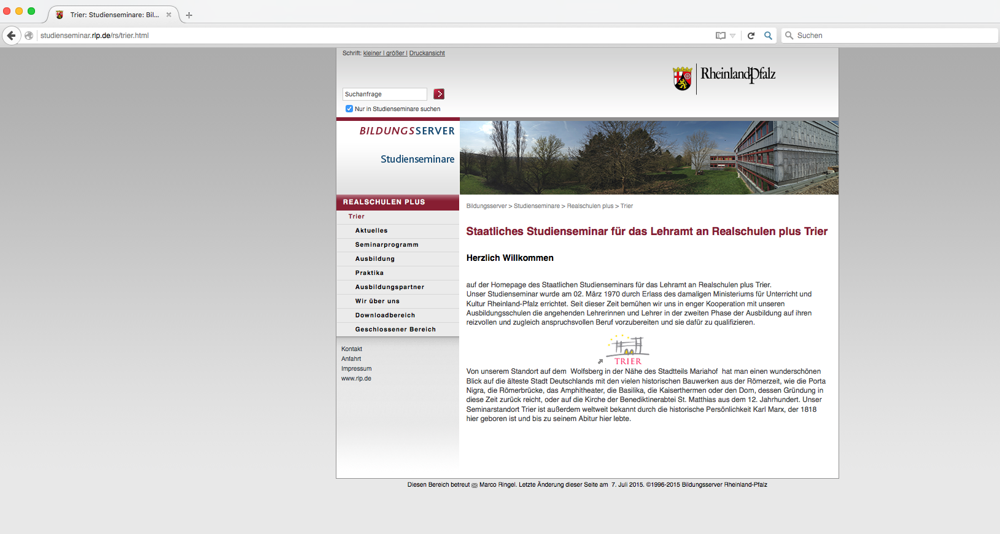 Trier: Studienseminare: Bil...
studienseminar.rlp.de/rs/trier.html
Suchen
Schrift: kleiner | größer | Druckansicht
RheinlandPfalz
Suchanfrage
Nur in Studienseminare suchen
BILDUNGSSERVER
Studienseminare
REALSCHULEN PLUS
Trier
Aktuelles
Seminarprogramm
Ausbildung
Praktika
Ausbildungspartner
Wir über uns
Downloadbereich
Geschlossener Bereich
Kontakt
Anfahrt
Impressum
www.rlp.de
Bildungsserver > Studienseminare > Realschulen plus > Trier
Staatliches Studienseminar für das Lehramt an Realschulen plus Trier
Herzlich Willkommen
auf der Homepage des Staatlichen Studienseminars für das Lehramt an Realschulen plus Trier.
Unser Studienseminar wurde am 02. März 1970 durch Erlass des damaligen Ministeriums für Unterricht und
Kultur Rheinland-Pfalz errichtet. Seit dieser Zeit bemühen wir uns in enger Kooperation mit unseren
Ausbildungsschulen die angehenden Lehrerinnen und Lehrer in der zweiten Phase der Ausbildung auf ihren
reizvollen und zugleich anspruchsvollen Beruf vorzubereiten und sie dafür zu qualifizieren.
TRIER
Von unserem Standort auf dem Wolfsberg in der Nähe des Stadtteils Mariahof hat man einen wunderschönen
Blick auf die älteste Stadt Deutschlands mit den vielen historischen Bauwerken aus der Römerzeit, wie die Porta
Nigra, die Römerbrücke, das Amphitheater, die Basilika, die Kaiserthermen oder den Dom, dessen Gründung in
diese Zeit zurück reicht, oder auf die Kirche der Benediktinerabtei St. Matthias aus dem 12. Jahrhundert. Unser
Seminarstandort Trier ist außerdem weltweit bekannt durch die historische Persönlichkeit Karl Marx, der 1818
hier geboren ist und bis zu seinem Abitur hier lebte.
Diesen Bereich betreut Marco Ringel. Letzte Änderung dieser Seite am 7. Juli 2015. ©1996-2015 Bildungsserver Rheinland-Pfalz